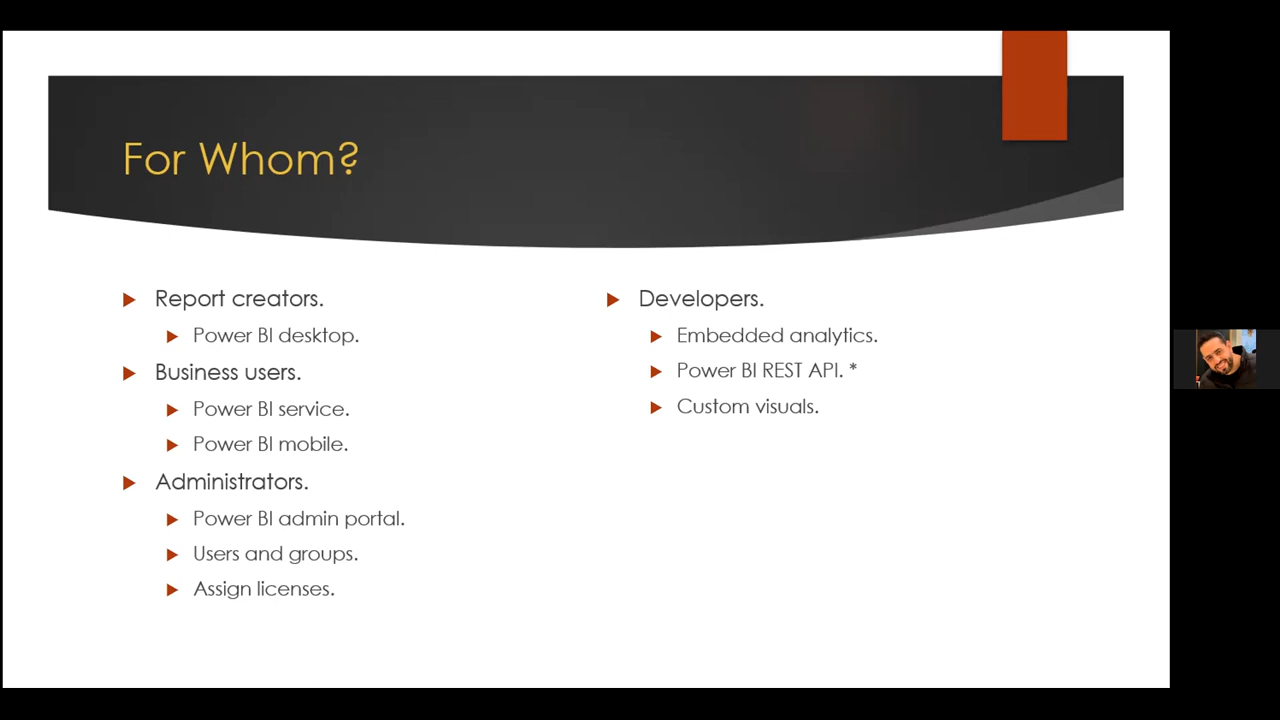 For Whom?
Report creators.
Power BI desktop.
Business users.
Power BI service.
Power BI mobile.
Administrators.
Power BI admin portal.
Users and groups.
Assign licenses.
Developers.
Embedded analytics.
Power BI REST API. *
Custom visuals.